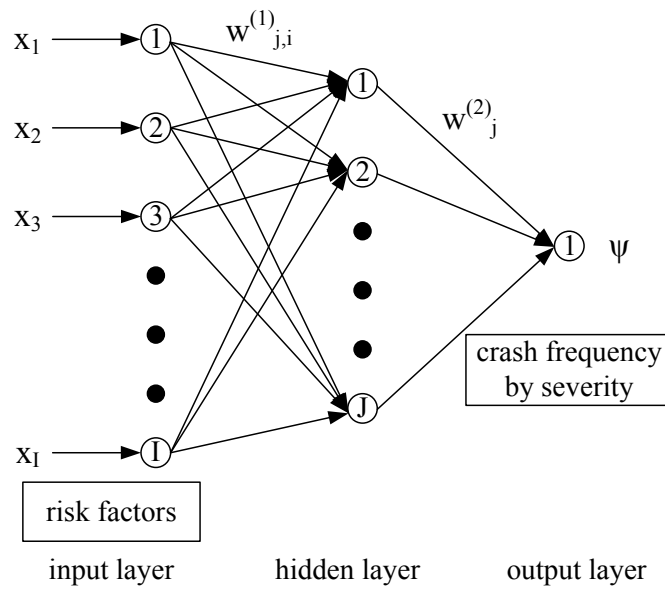 x₁
1
w⁽¹⁾ⱼ,ᵢ
1
x₂
2
w⁽²⁾ⱼ
2
x₃
3
1 ψ
crash frequency
by severity
J
x_I
I
risk factors
input layer
hidden layer
output layer